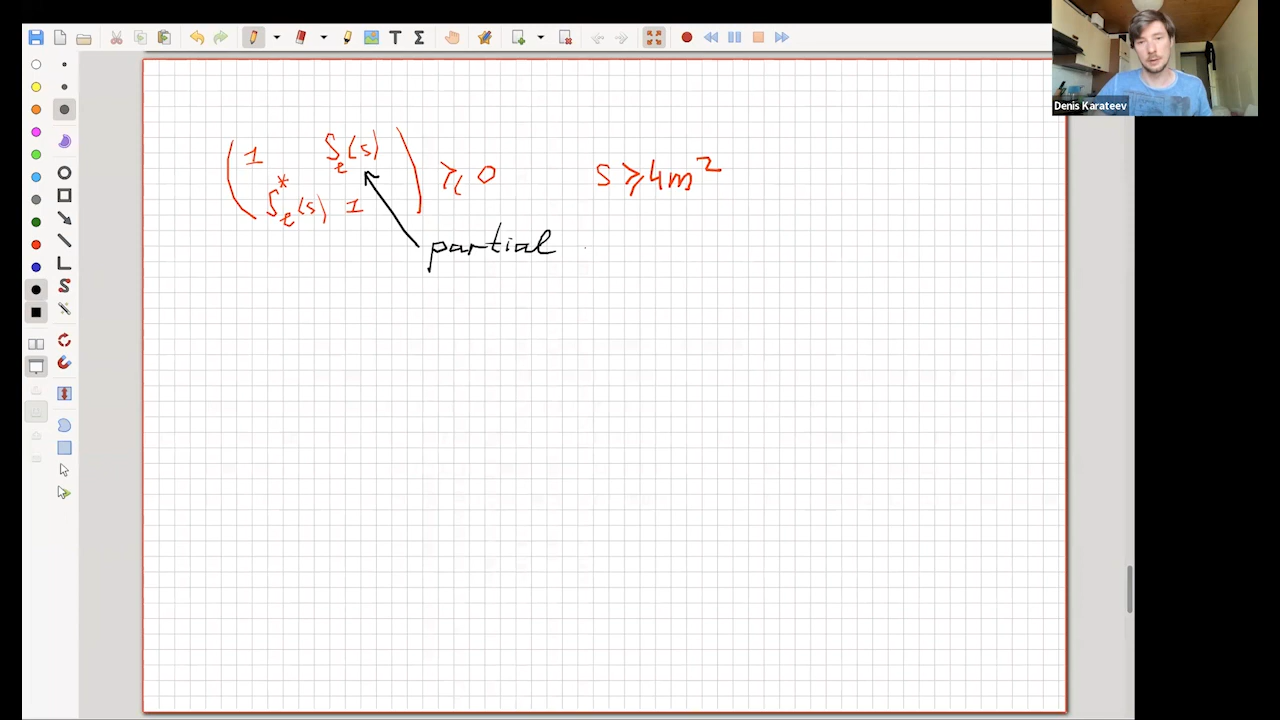 ( 1 S_ℓ(s) ) ⩾ 0 s ⩾ 4m²
( S_ℓ*(s) 1 )
partial
Denis Karateev